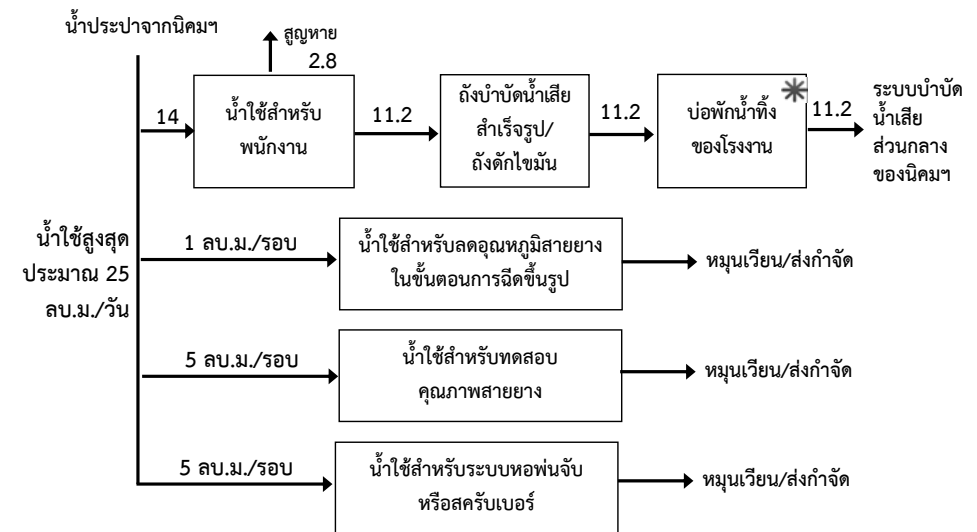 น้ำประปาจากนิคมฯ
สูญหาย
2.8
14
น้ำใช้สำหรับ
พนักงาน
11.2
ถังบำบัดน้ำเสีย
สำเร็จรูป/
ถังดักไขมัน
11.2
บ่อพักน้ำทิ้ง
ของโรงงาน
11.2
ระบบบำบัด
น้ำเสีย
ส่วนกลาง
ของนิคมฯ
น้ำใช้สูงสุด
ประมาณ 25
ลบ.ม./วัน
1 ลบ.ม./รอบ
น้ำใช้สำหรับลดอุณหภูมิสายยาง
ในขั้นตอนการฉีดขึ้นรูป
หมุนเวียน/ส่งกำจัด
5 ลบ.ม./รอบ
น้ำใช้สำหรับทดสอบ
คุณภาพสายยาง
หมุนเวียน/ส่งกำจัด
5 ลบ.ม./รอบ
น้ำใช้สำหรับระบบหอพ่นจับ
หรือสครับเบอร์
หมุนเวียน/ส่งกำจัด